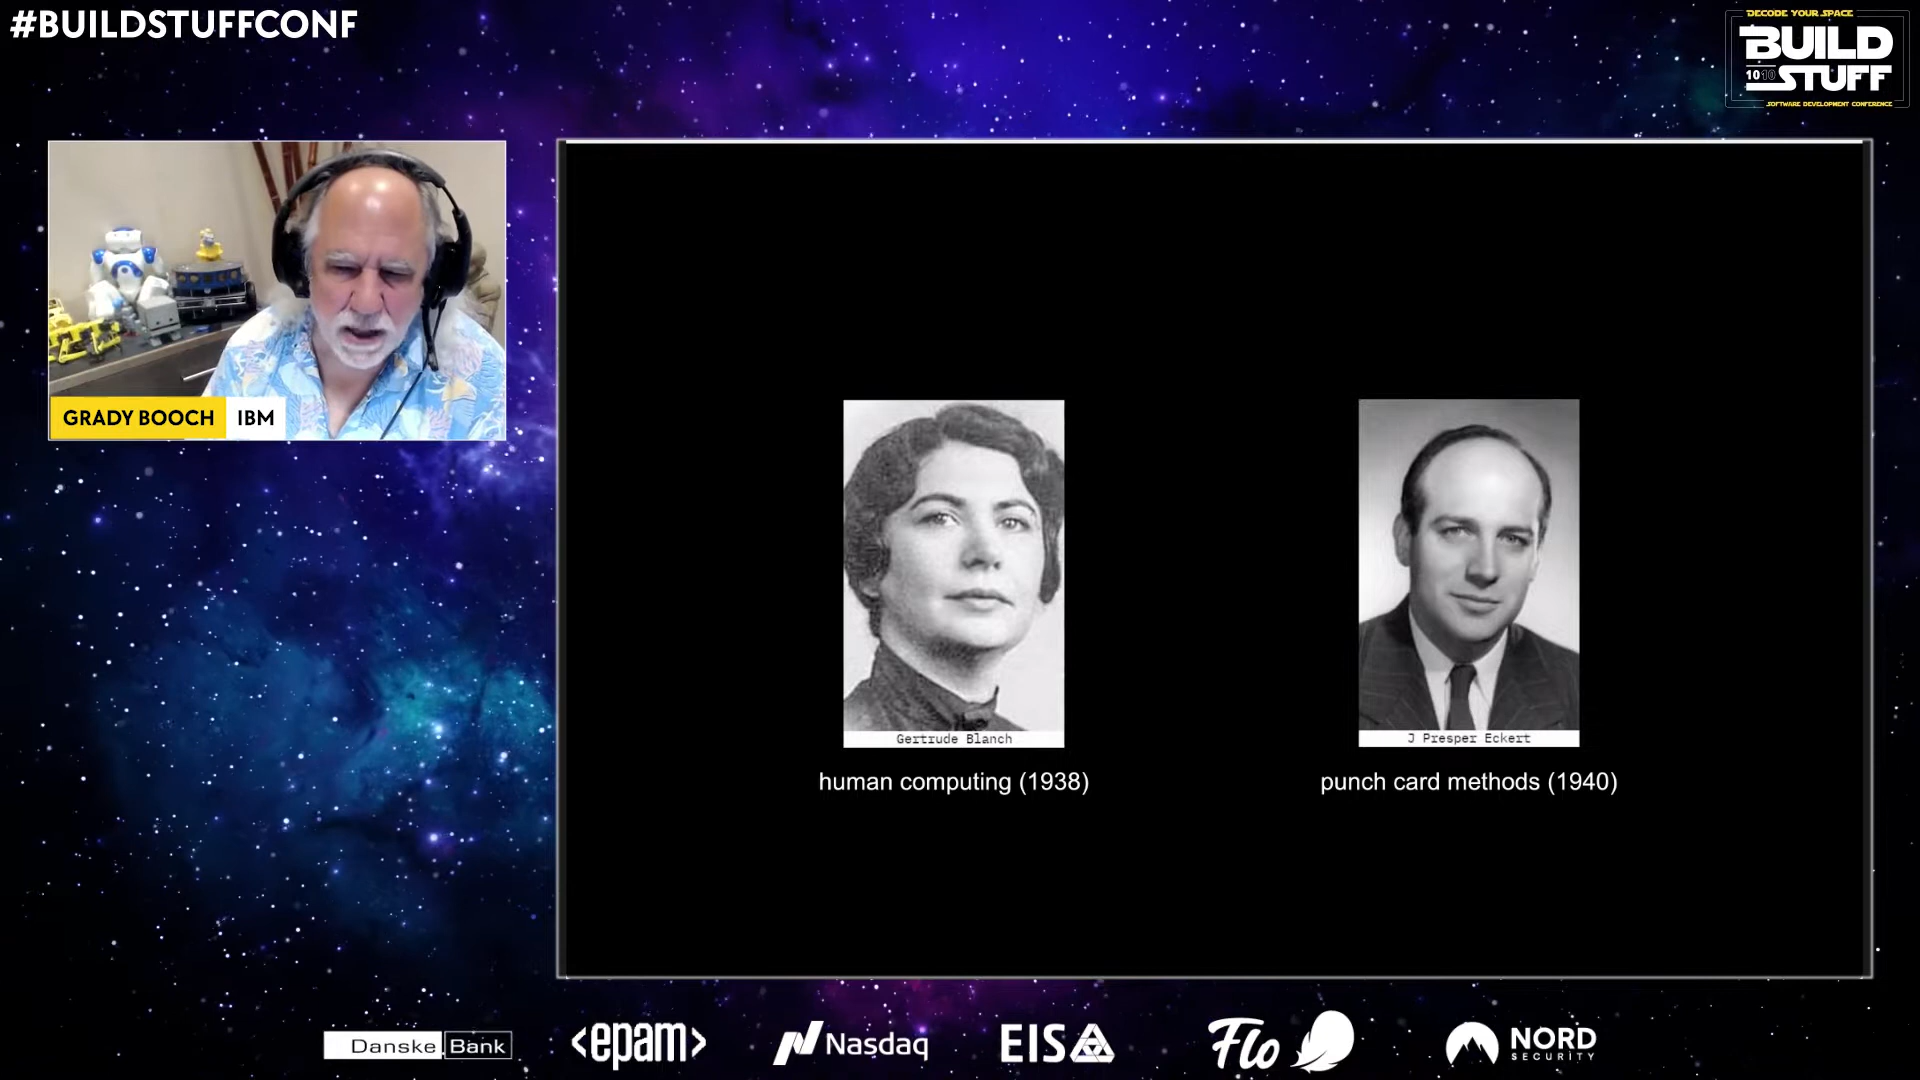 #BUILDSTUFFCONF
DECODE YOUR SPACE
BUILD
1010 STUFF
SOFTWARE DEVELOPMENT CONFERENCE
GRADY BOOCH IBM
Gertrude Blanch
J Presper Eckert
human computing (1938)
punch card methods (1940)
Danske Bank
<epam>
Nasdaq
EIS
Flo
NORD
SECURITY